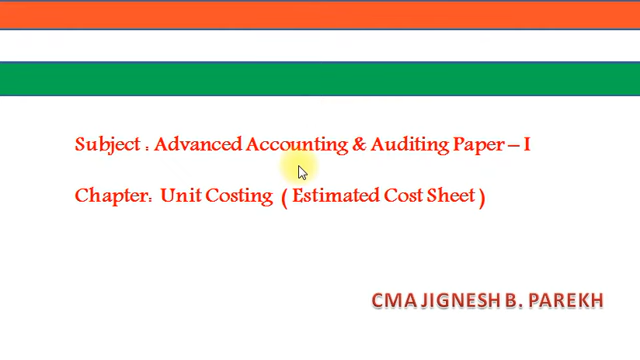 Subject : Advanced Accounting & Auditing Paper – I
Chapter: Unit Costing ( Estimated Cost Sheet )
CMA JIGNESH B. PAREKH